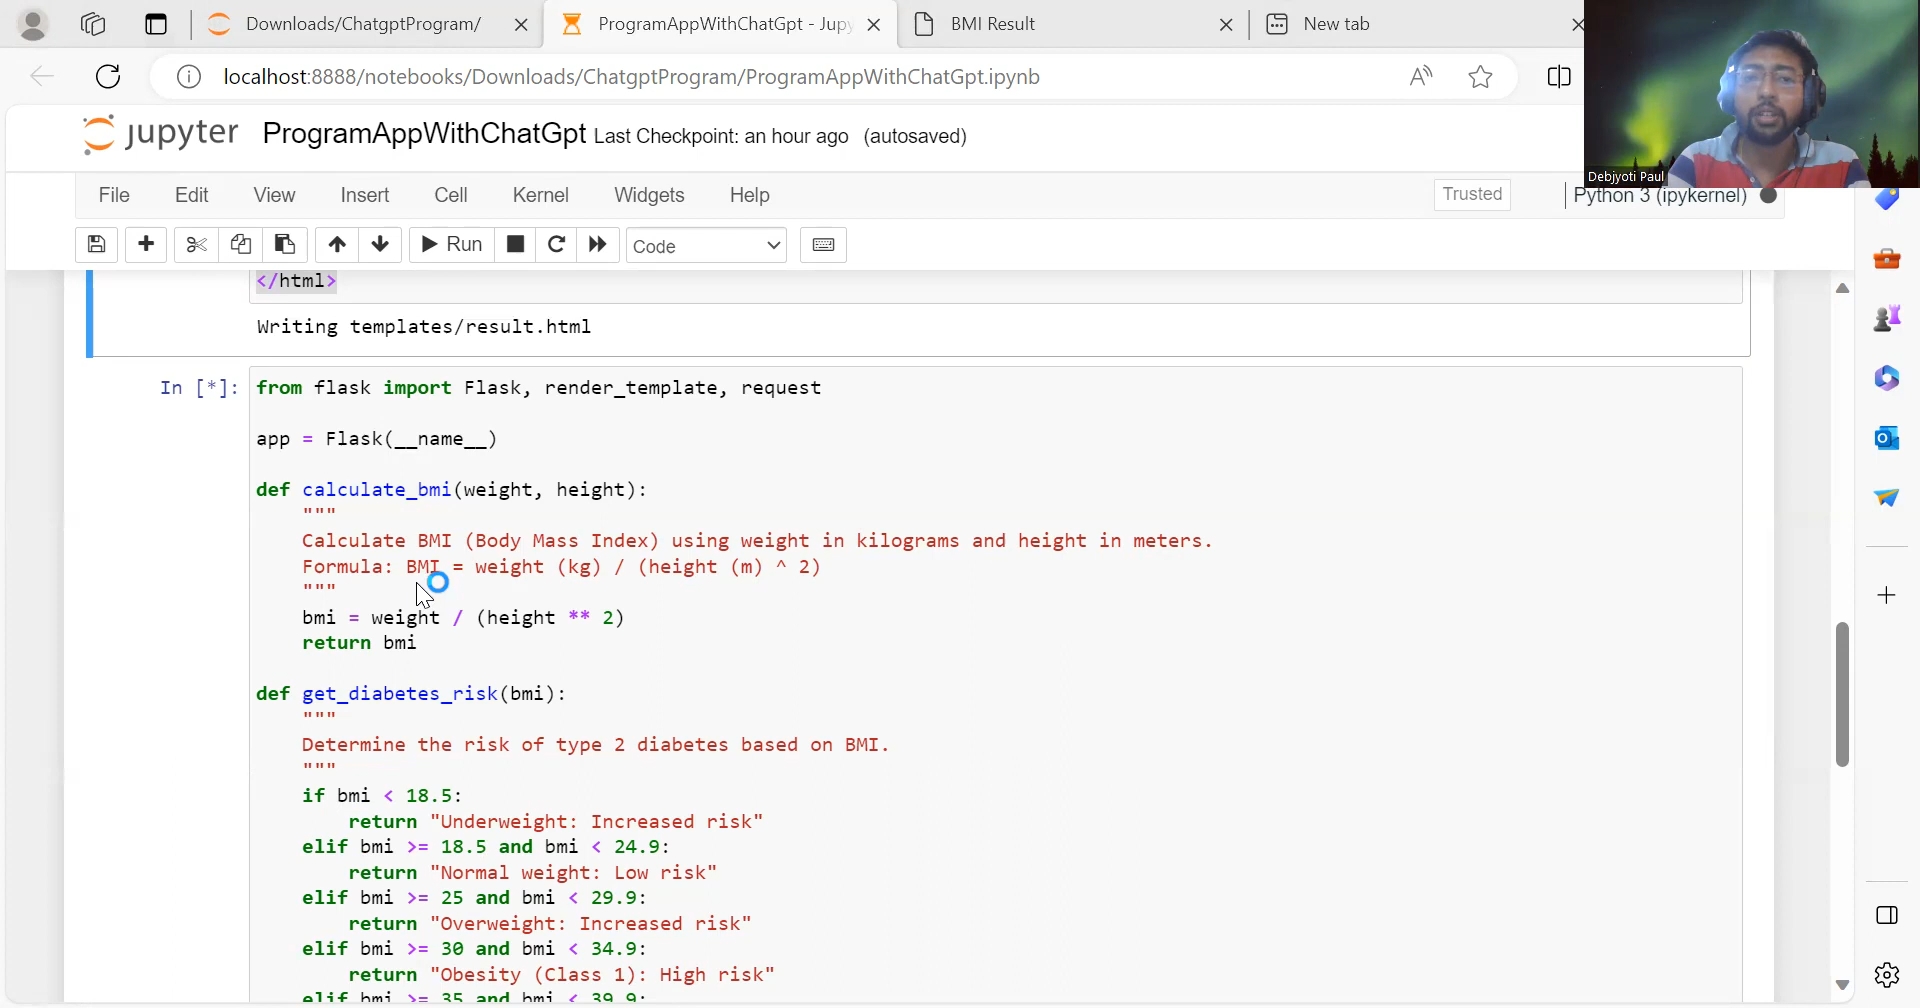 Downloads/ChatgptProgram/
ProgramAppWithChatGpt - Jupy
BMI Result
New tab
localhost:8888/notebooks/Downloads/ChatgptProgram/ProgramAppWithChatGpt.ipynb
jupyter ProgramAppWithChatGpt Last Checkpoint: an hour ago (autosaved)
Debjyoti Paul
File Edit View Insert Cell Kernel Widgets Help
Trusted
Python 3 (ipykernel)
Run
Code
</html>
Writing templates/result.html
In [*]:
from flask import Flask, render_template, request
app = Flask(__name__)
def calculate_bmi(weight, height):
"""
Calculate BMI (Body Mass Index) using weight in kilograms and height in meters.
Formula: BMI = weight (kg) / (height (m) ^ 2)
"""
bmi = weight / (height ** 2)
return bmi
def get_diabetes_risk(bmi):
"""
Determine the risk of type 2 diabetes based on BMI.
"""
if bmi < 18.5:
return "Underweight: Increased risk"
elif bmi >= 18.5 and bmi < 24.9:
return "Normal weight: Low risk"
elif bmi >= 25 and bmi < 29.9:
return "Overweight: Increased risk"
elif bmi >= 30 and bmi < 34.9:
return "Obesity (Class 1): High risk"
elif bmi >= 35 and bmi < 39.9: